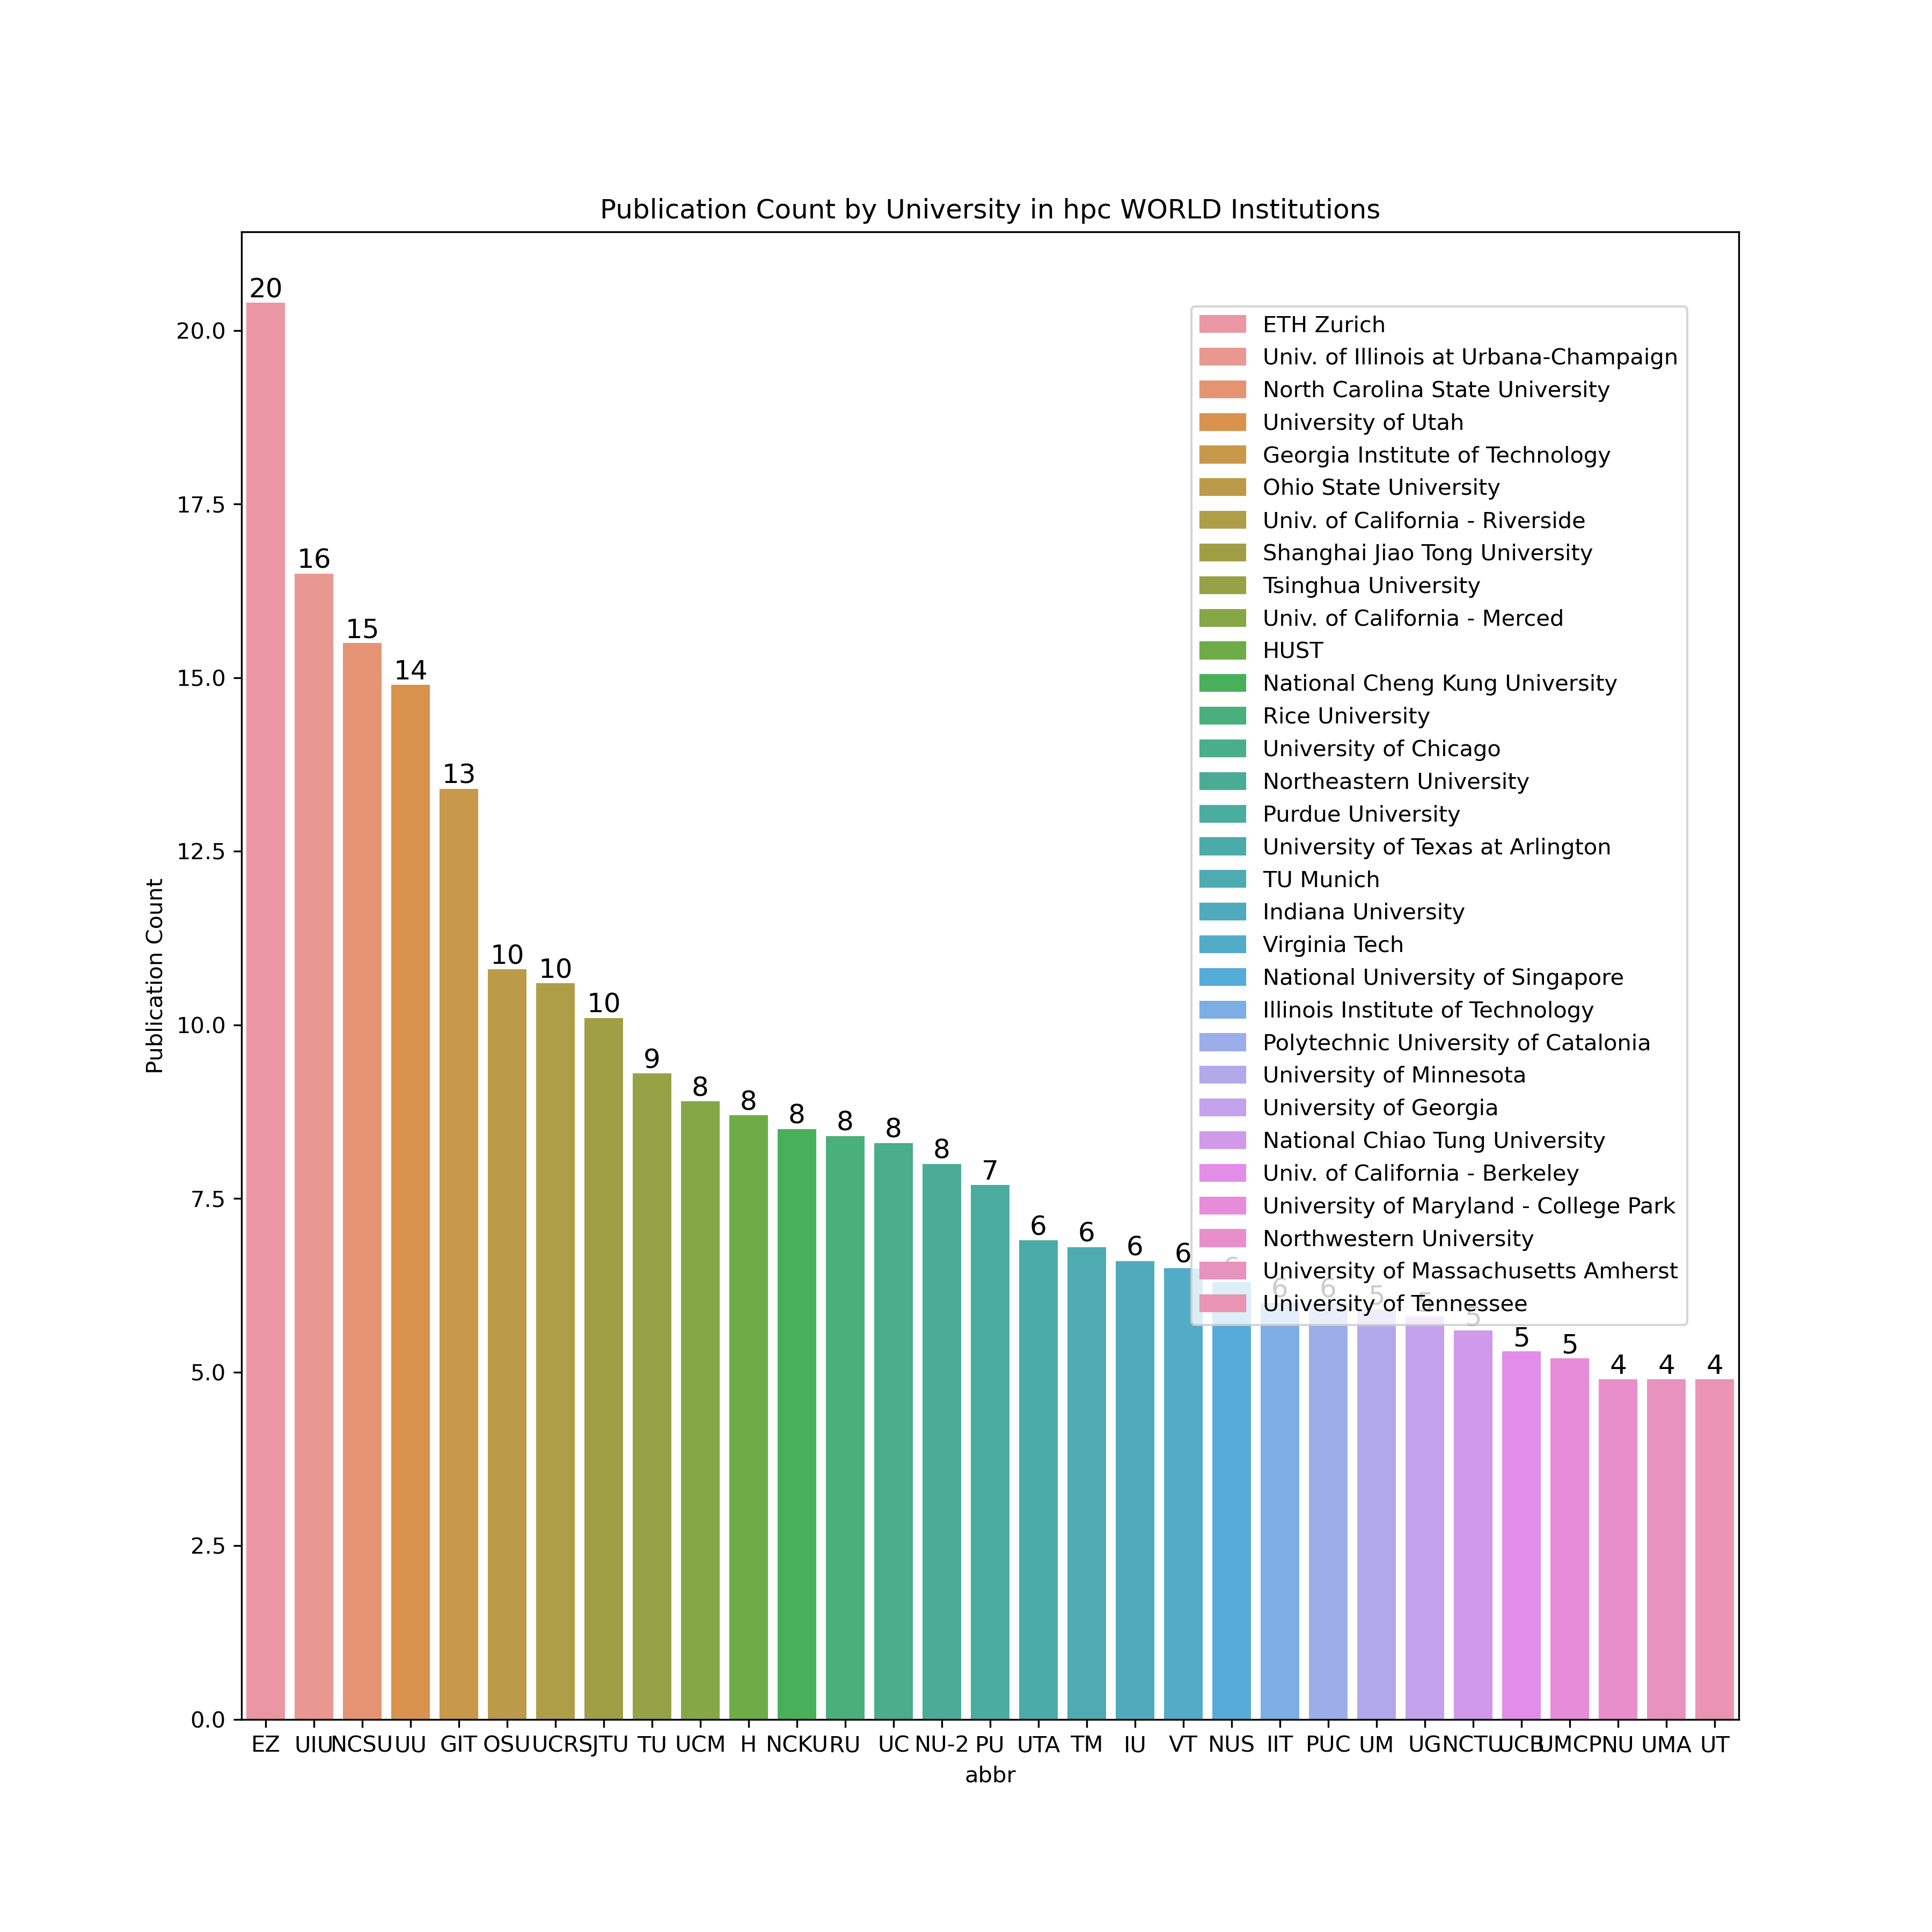 Publication Count by University in hpc WORLD Institutions
Publication Count
20.0
17.5
15.0
12.5
10.0
7.5
5.0
2.5
0.0
20
16
15
14
13
10
10
10
9
8
8
8
8
8
8
7
6
6
6
6
6
6
6
5
5
5
5
5
4
4
4
ETH Zurich
Univ. of Illinois at Urbana-Champaign
North Carolina State University
University of Utah
Georgia Institute of Technology
Ohio State University
Univ. of California - Riverside
Shanghai Jiao Tong University
Tsinghua University
Univ. of California - Merced
HUST
National Cheng Kung University
Rice University
University of Chicago
Northeastern University
Purdue University
University of Texas at Arlington
TU Munich
Indiana University
Virginia Tech
National University of Singapore
Illinois Institute of Technology
Polytechnic University of Catalonia
University of Minnesota
University of Georgia
National Chiao Tung University
Univ. of California - Berkeley
University of Maryland - College Park
Northwestern University
University of Massachusetts Amherst
University of Tennessee
EZ UIU NCSU UU GIT OSU UCR SJTU TU UCM H NCKU RU UC NU-2 PU UTA TM IU VT NUS IIT PUC UM UG NCTU UCB UMCP NU UMA UT
abbr